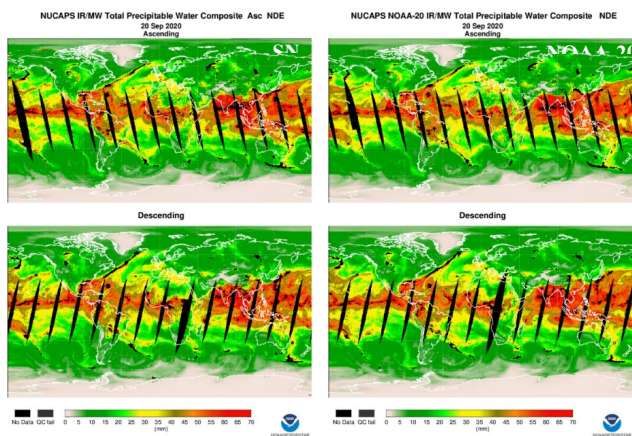 NUCAPS IR/MW Total Precipitable Water Composite Asc NDE
20 Sep 2020
Ascending
SN
Descending
No Data QC fail 0 5 10 15 20 25 30 35 40 45 50 55 60 65 70
(mm)
NUCAPS NOAA-20 IR/MW Total Precipitable Water Composite NDE
20 Sep 2020
Ascending
NOAA-20
Descending
No Data QC fail 0 5 10 15 20 25 30 35 40 45 50 55 60 65 70
(mm)